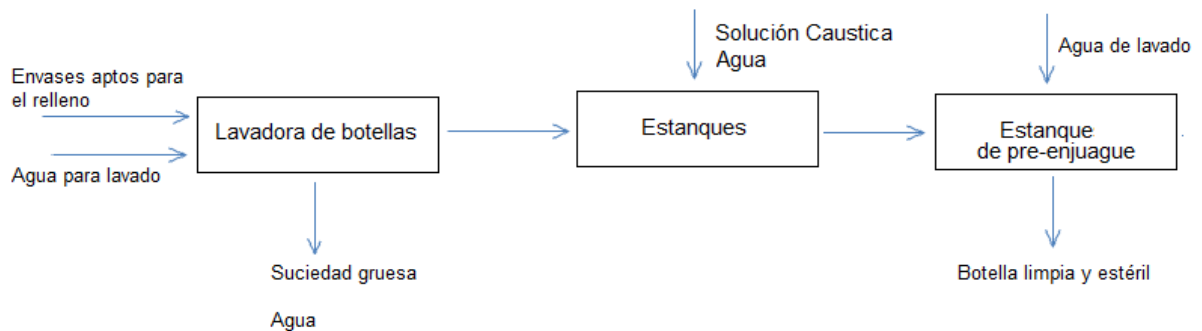 Envases aptos para
el relleno
Agua para lavado
Lavadora de botellas
Suciedad gruesa
Agua
Solución Caustica
Agua
Estanques
Agua de lavado
Estanque
de pre-enjuague
Botella limpia y estéril